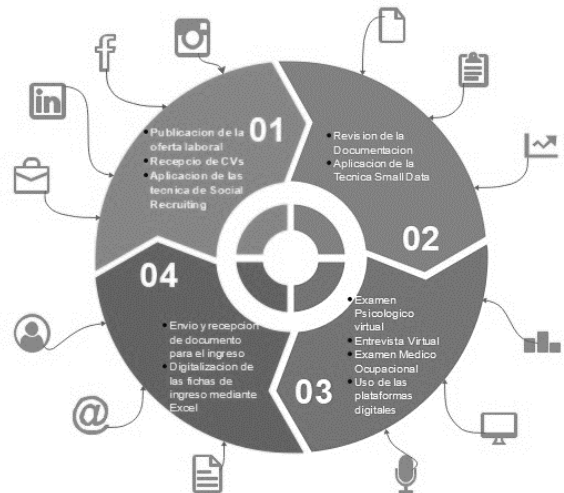 01
•Publicacion de la
oferta laboral
•Recepcio de CVs
•Aplicacion de las
tecnica de Social
Recruiting
•Revision de la
Documentacion
•Aplicacion de la
Tecnica Small Data
02
•Examen
Psicologico
virtual
•Entrevista Virtual
•Examen Medico
Ocupacional
•Uso de las
plataformas
digitales
03
04
•Envio y recepcion
de documento
para el ingreso
•Digitalizacion de
las fichas de
ingreso mediante
Excel
f
in
@